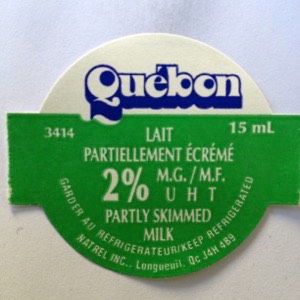 Québon
3414 15 mL
LAIT
PARTIELLEMENT ÉCRÉMÉ
2% M.G./M.F.
U H T
PARTLY SKIMMED
MILK
GARDER AU RÉFRIGÉRATEUR/KEEP REFRIGERATED
NATREL INC., Longueuil, Qc J4H 4B9